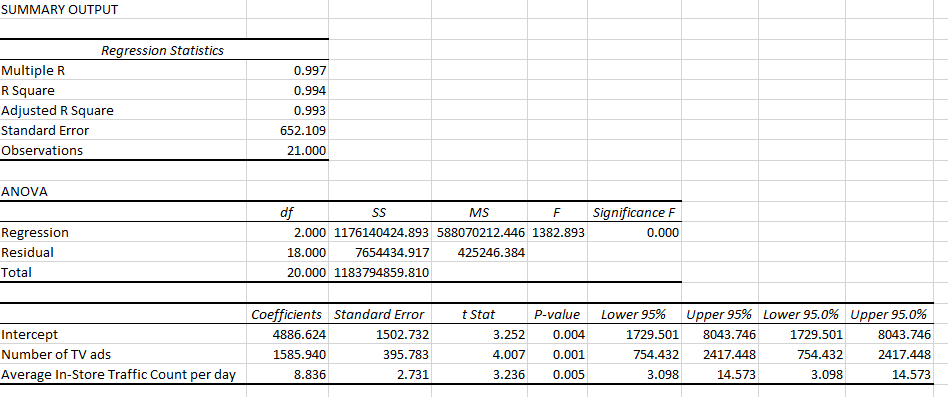 SUMMARY OUTPUT
Regression Statistics
Multiple R 0.997
R Square 0.994
Adjusted R Square 0.993
Standard Error 652.109
Observations 21.000
ANOVA
df SS MS F Significance F
Regression 2.000 1176140424.893 588070212.446 1382.893 0.000
Residual 18.000 7654434.917 425246.384
Total 20.000 1183794859.810
Coefficients Standard Error t Stat P-value Lower 95% Upper 95% Lower 95.0% Upper 95.0%
Intercept 4886.624 1502.732 3.252 0.004 1729.501 8043.746 1729.501 8043.746
Number of TV ads 1585.940 395.783 4.007 0.001 754.432 2417.448 754.432 2417.448
Average In-Store Traffic Count per day 8.836 2.731 3.236 0.005 3.098 14.573 3.098 14.573